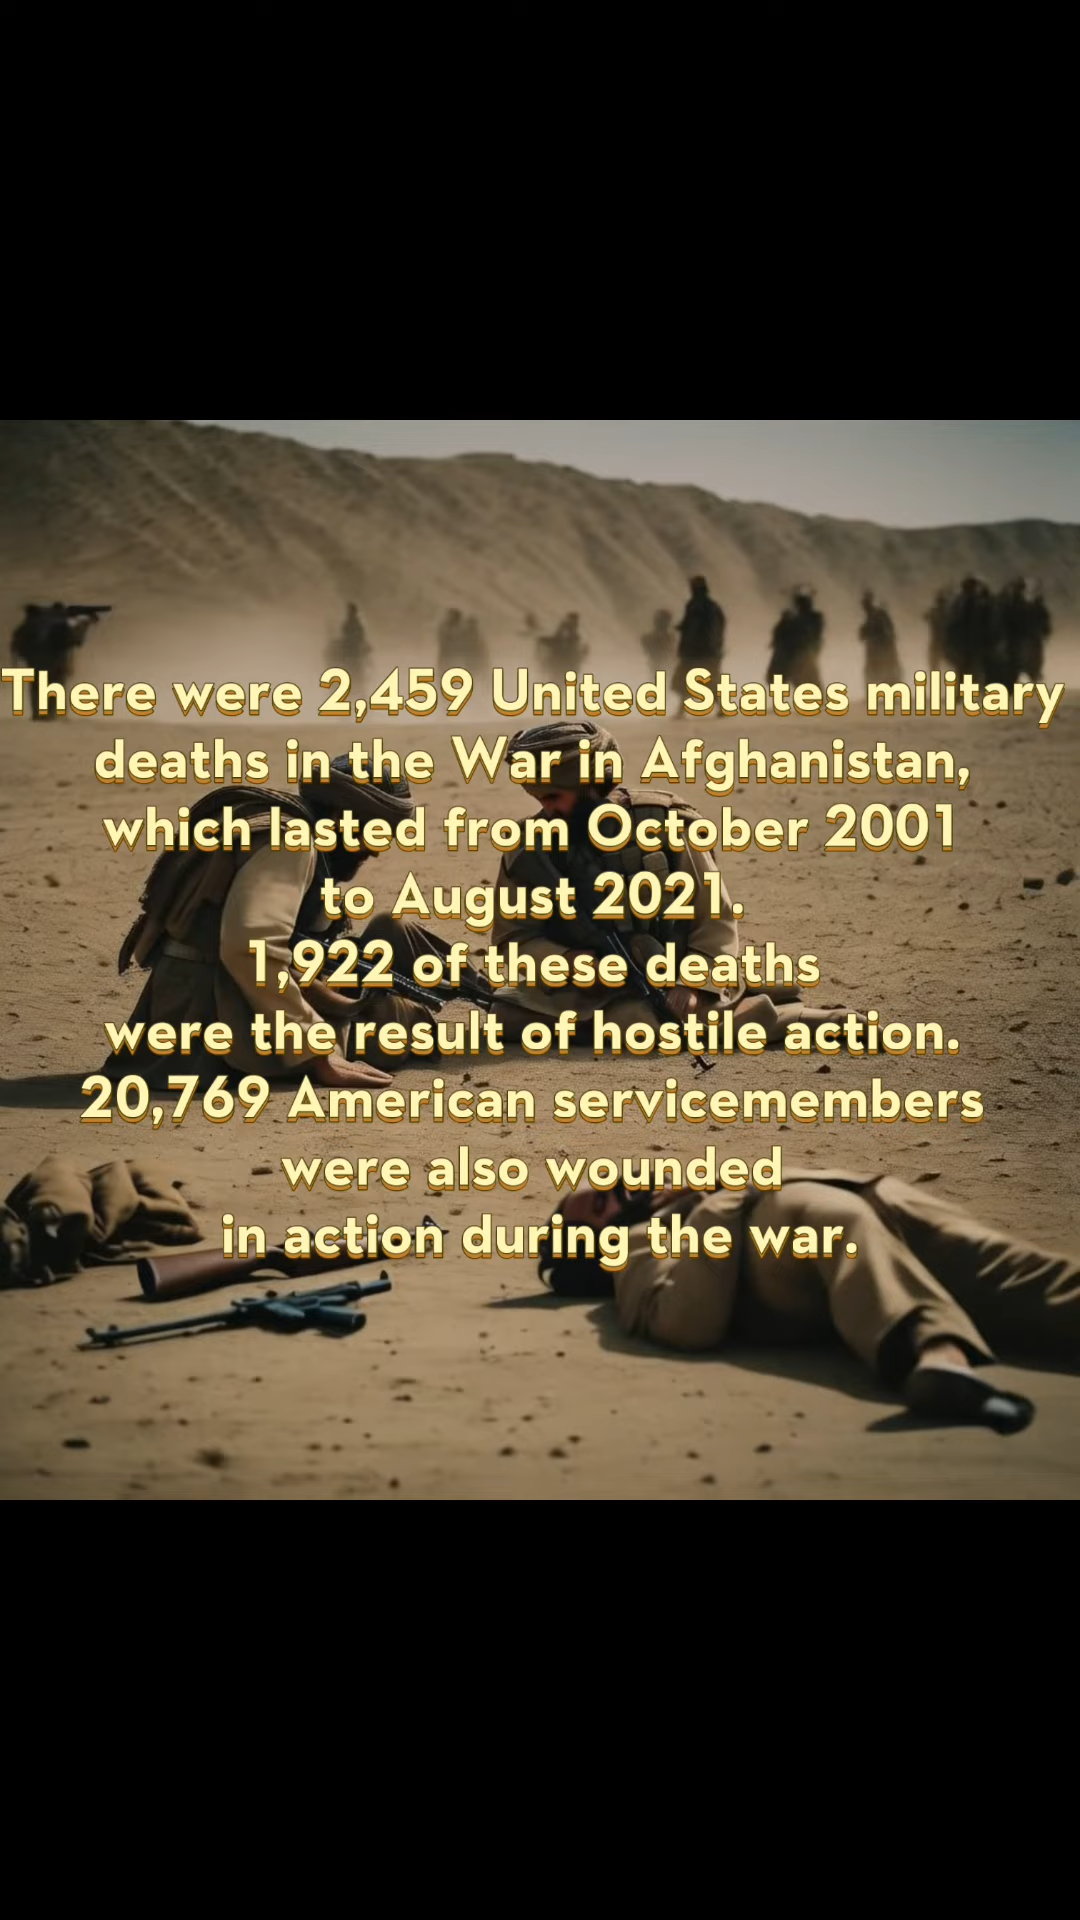 There were 2,459 United States military
deaths in the War in Afghanistan,
which lasted from October 2001
to August 2021.
1,922 of these deaths
were the result of hostile action.
20,769 American servicemembers
were also wounded
in action during the war.